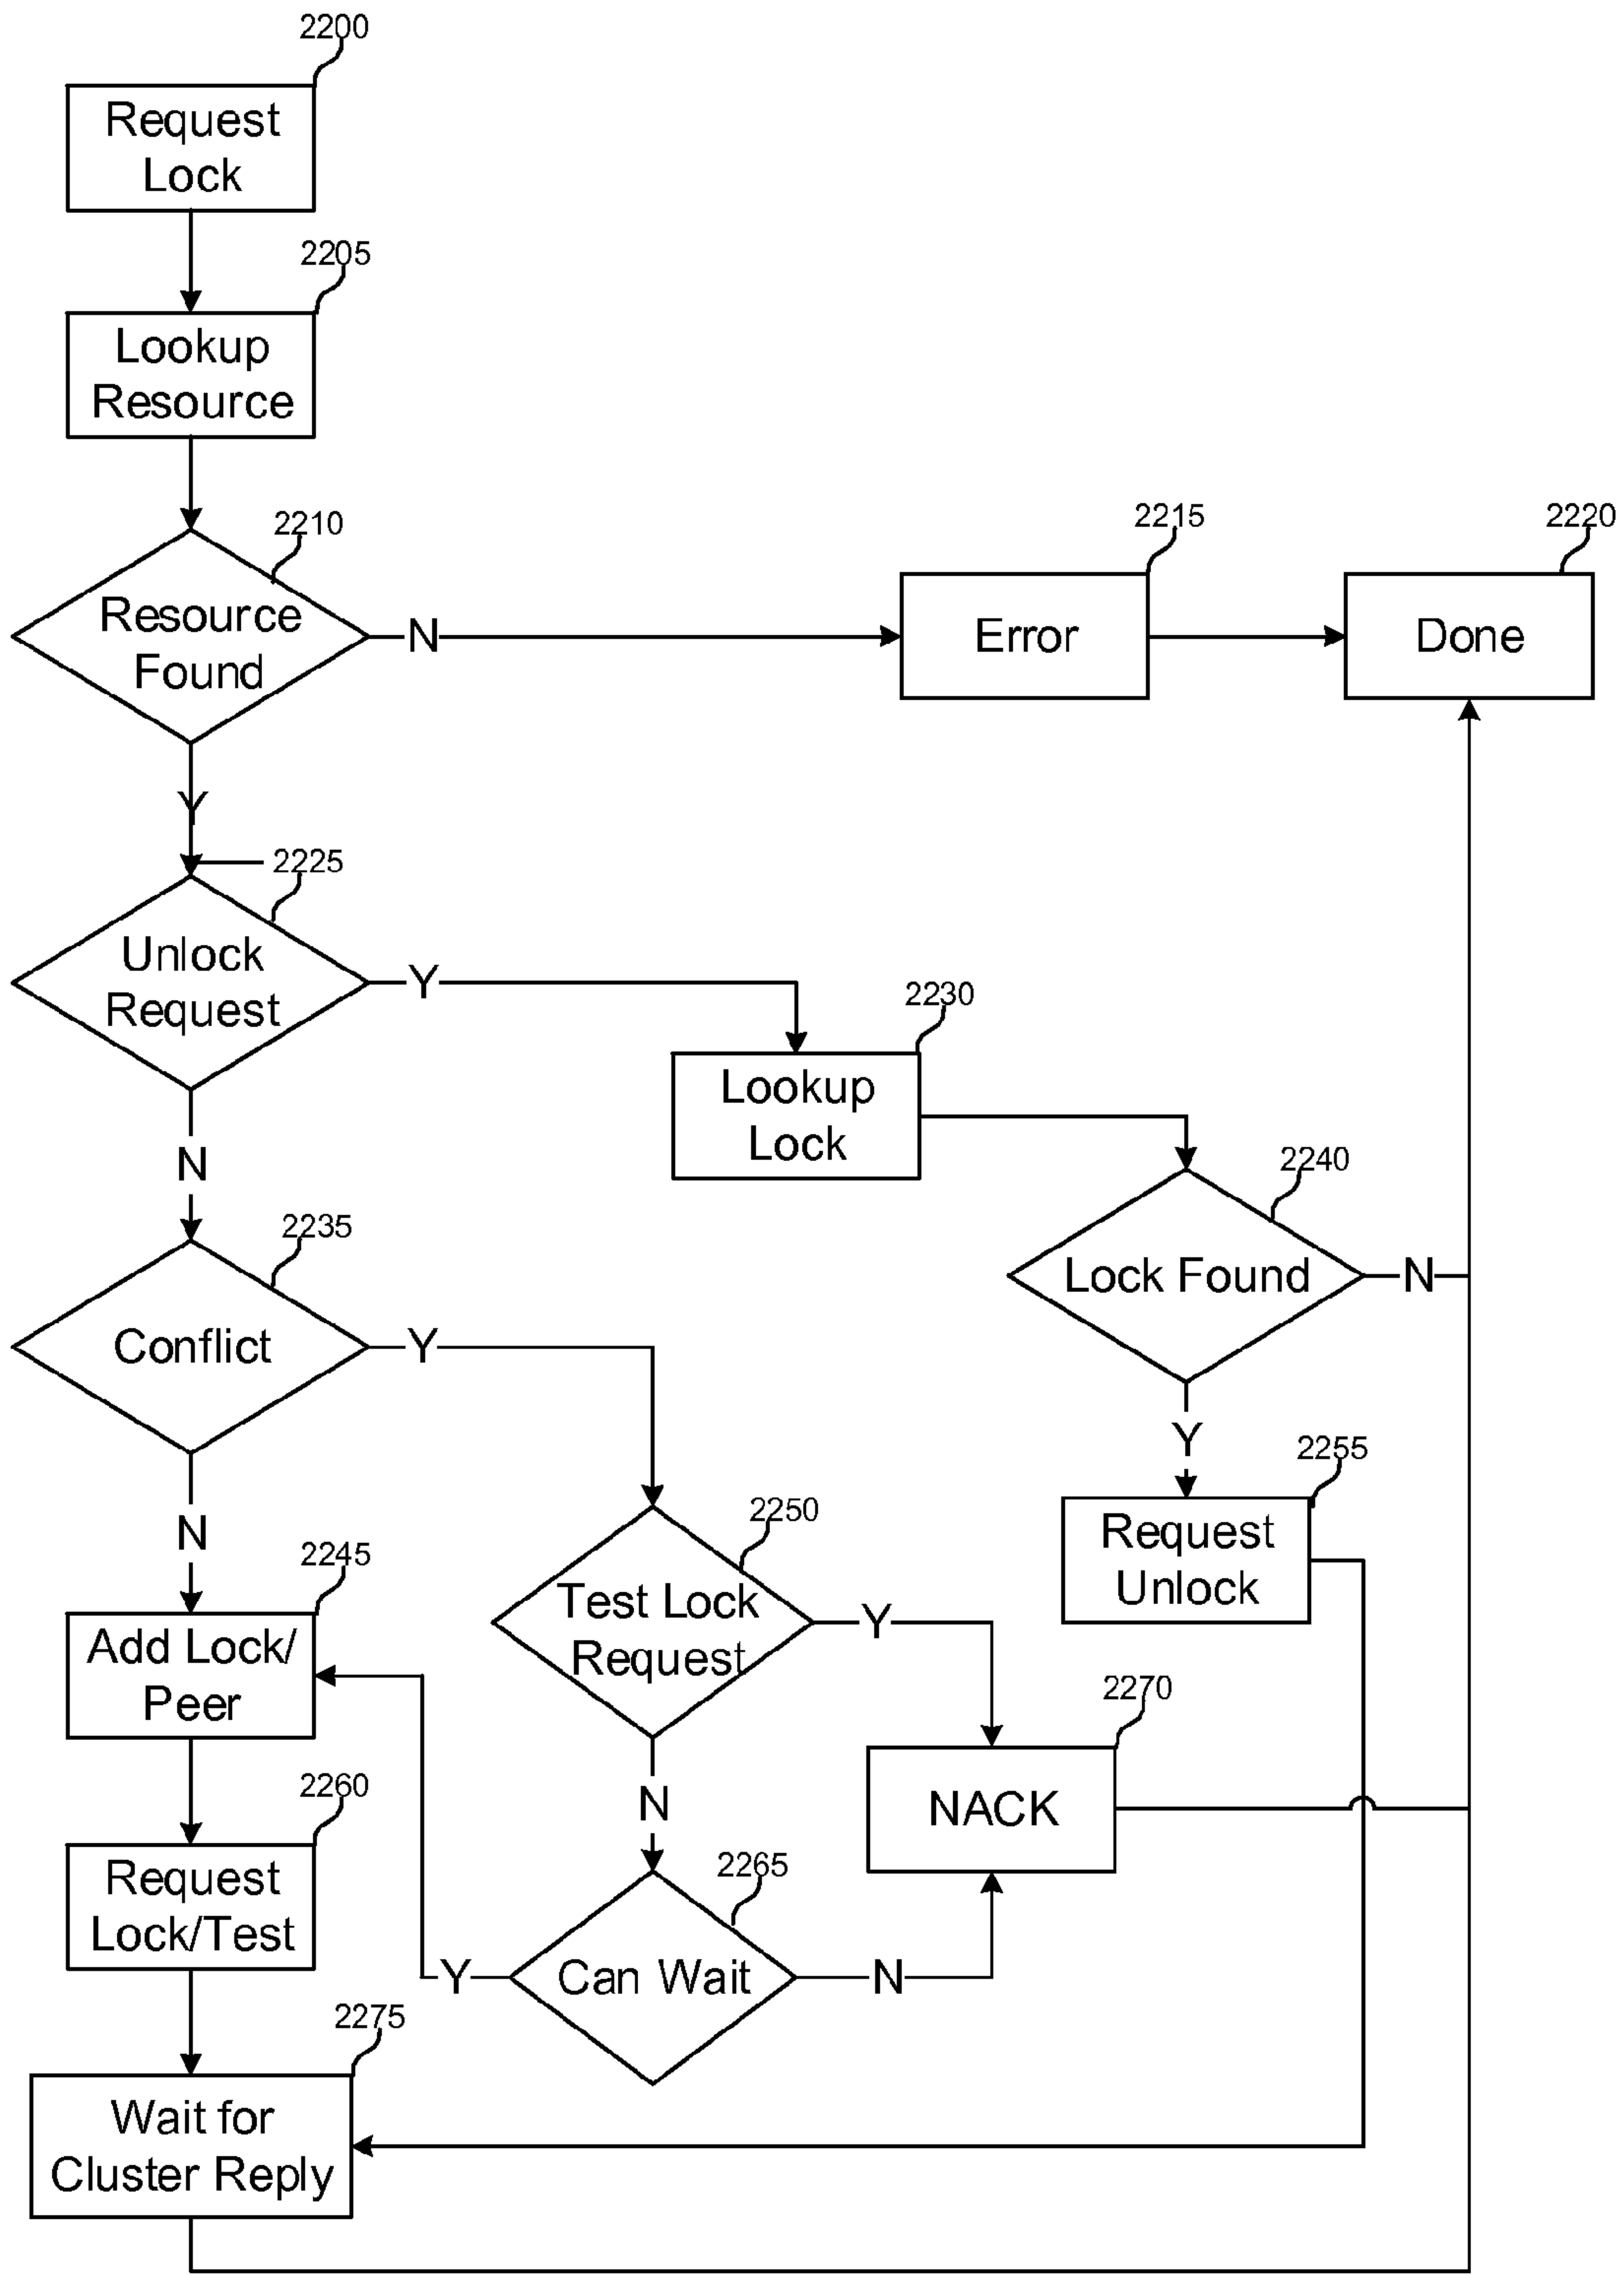 2200
Request
Lock
2205
Lookup
Resource
2210
Resource
Found
N
2215
Error
2220
Done
Y
2225
Unlock
Request
Y
2230
Lookup
Lock
N
2240
Lock Found
N
2235
Conflict
Y
Y
2255
Request
Unlock
N
2250
Test Lock
Request
Y
2245
Add Lock/
Peer
2270
NACK
N
2260
Request
Lock/Test
2265
Can Wait
Y
N
2275
Wait for
Cluster Reply